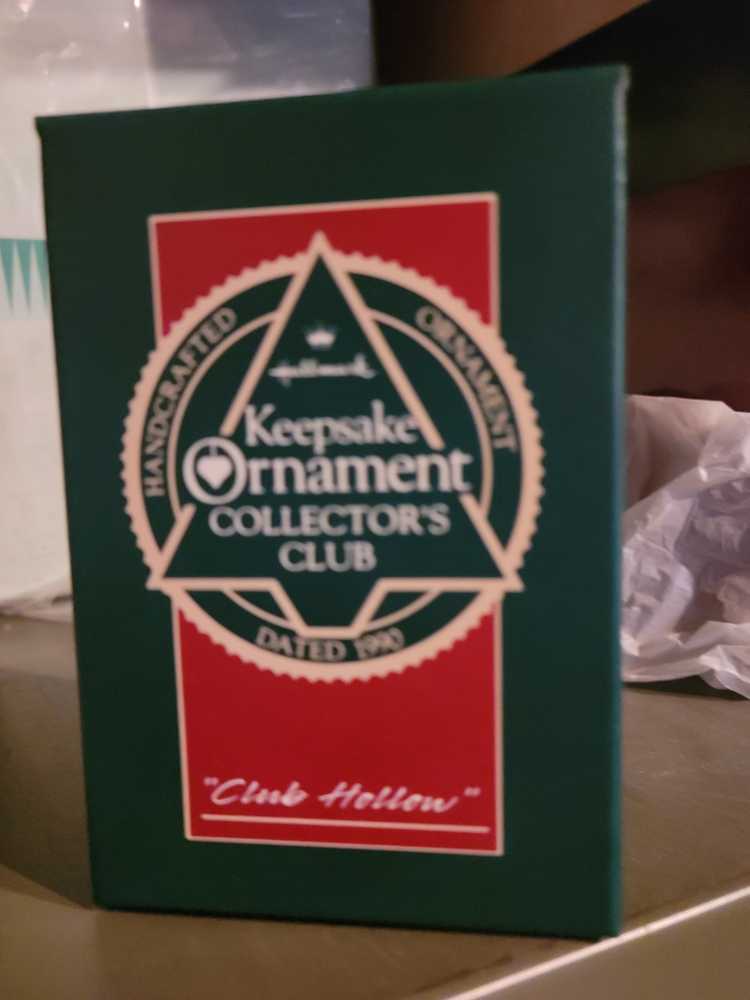 HANDCRAFTED
ORNAMENT
Hallmark
Keepsake
Ornament
COLLECTOR'S
CLUB
DATED 1990
"Club Hollow"